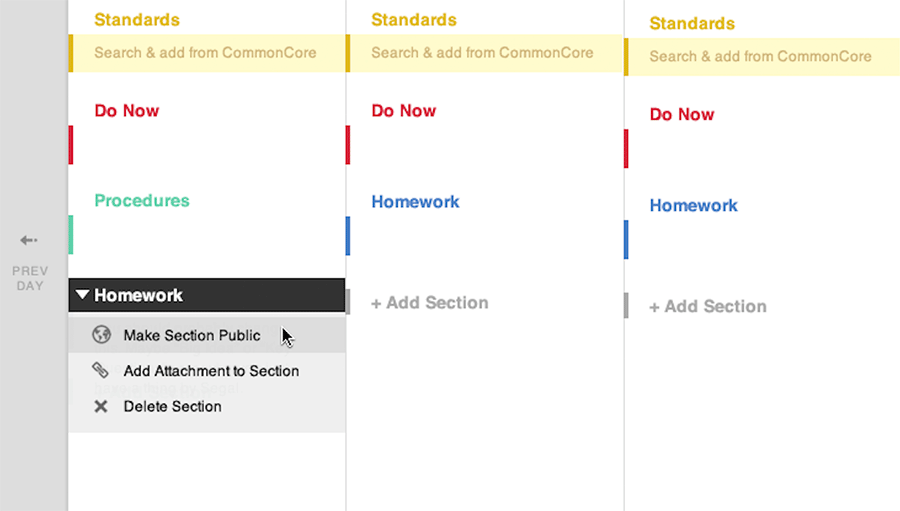 Standards
Search & add from CommonCore
Do Now
Procedures
Homework
Make Section Public
Add Attachment to Section
Delete Section
Standards
Search & add from CommonCore
Do Now
Homework
+ Add Section
Standards
Search & add from CommonCore
Do Now
Homework
+ Add Section
PREV
DAY